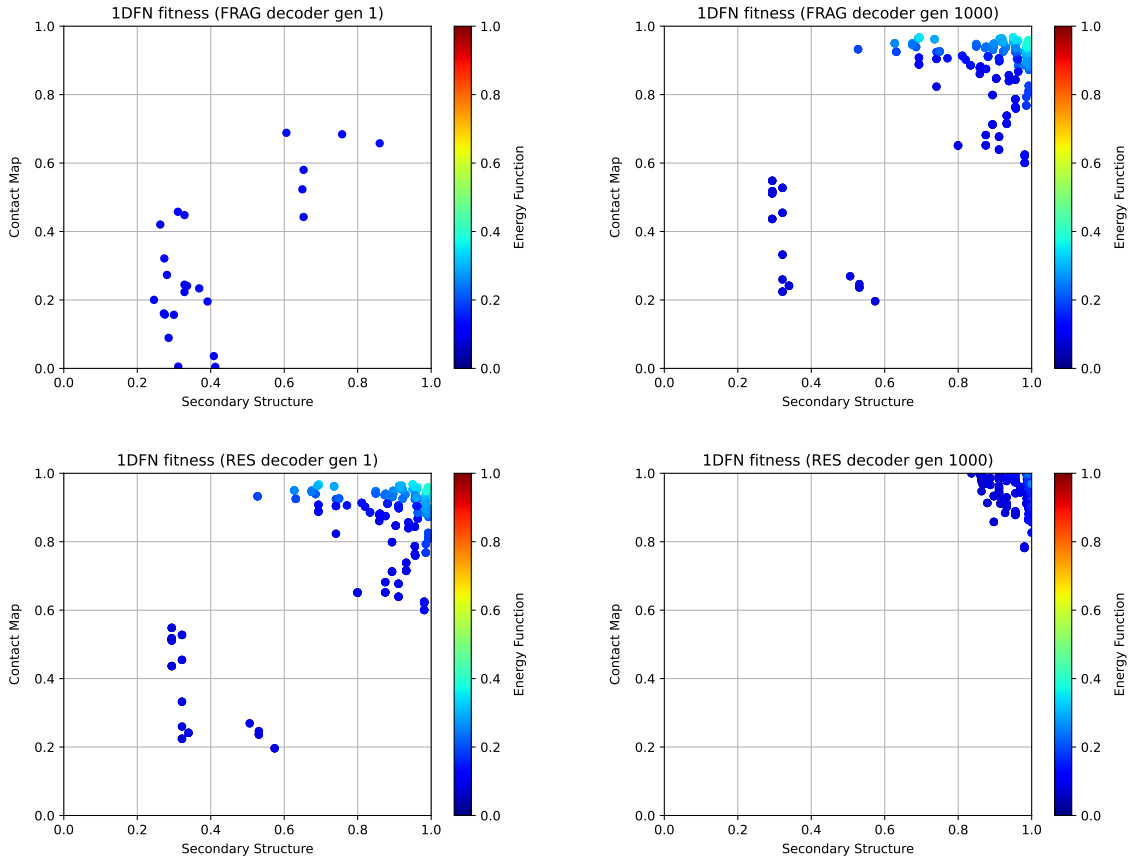 1DFN fitness (FRAG decoder gen 1)
1.0
0.8
0.6
0.4
0.2
0.0
Contact Map
0.0 0.2 0.4 0.6 0.8 1.0
Secondary Structure
1.0
0.8
0.6
0.4
0.2
0.0
Energy Function
1DFN fitness (FRAG decoder gen 1000)
1.0
0.8
0.6
0.4
0.2
0.0
Contact Map
0.0 0.2 0.4 0.6 0.8 1.0
Secondary Structure
1.0
0.8
0.6
0.4
0.2
0.0
Energy Function
1DFN fitness (RES decoder gen 1)
1.0
0.8
0.6
0.4
0.2
0.0
Contact Map
0.0 0.2 0.4 0.6 0.8 1.0
Secondary Structure
1.0
0.8
0.6
0.4
0.2
0.0
Energy Function
1DFN fitness (RES decoder gen 1000)
1.0
0.8
0.6
0.4
0.2
0.0
Contact Map
0.0 0.2 0.4 0.6 0.8 1.0
Secondary Structure
1.0
0.8
0.6
0.4
0.2
0.0
Energy Function